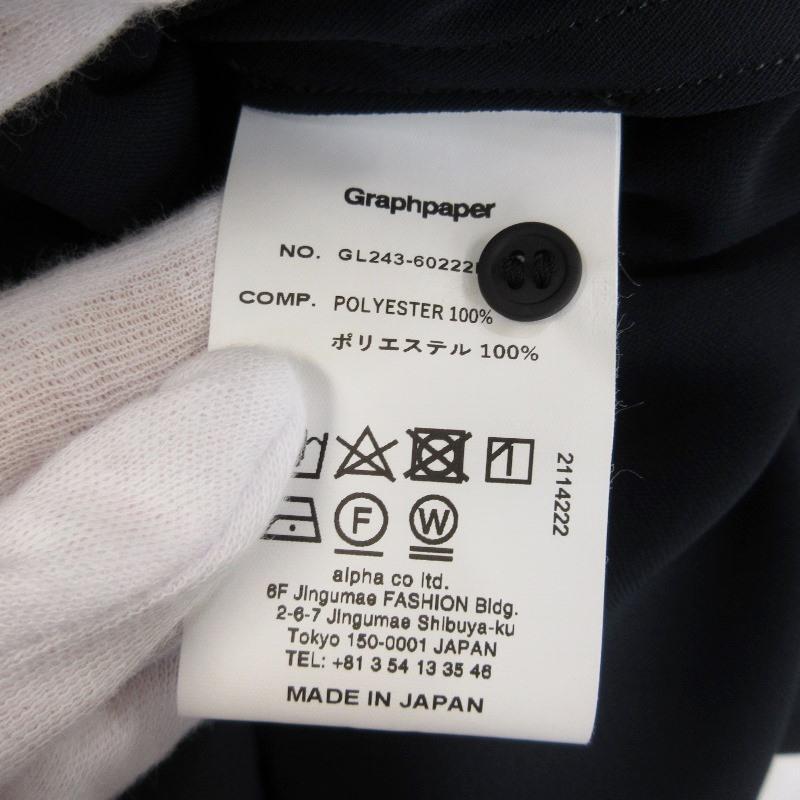 Graphpaper
NO. GL243-60222
COMP. POLYESTER 100%
ポリエステル 100%
F W
2114222
alpha co ltd.
6F Jingumae FASHION Bldg.
2-6-7 Jingumae Shibuya-ku
Tokyo 150-0001 JAPAN
TEL: +81 3 54 13 35 46
MADE IN JAPAN